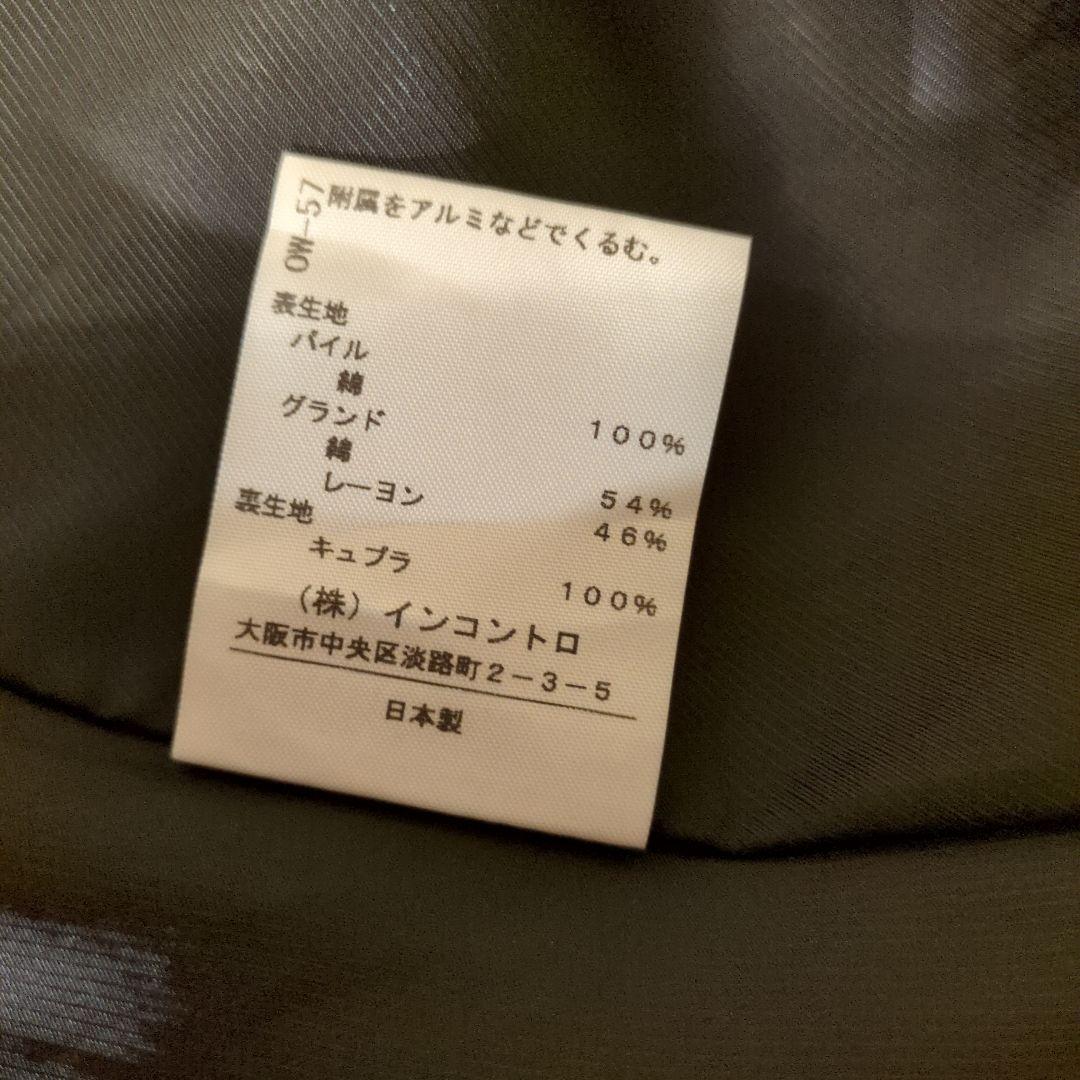 OW-57
附属をアルミなどでくるむ。
表生地
パイル
綿 100%
グランド
綿 54%
レーヨン 46%
裏生地
キュプラ 100%
（株）インコントロ
大阪市中央区淡路町2-3-5
日本製